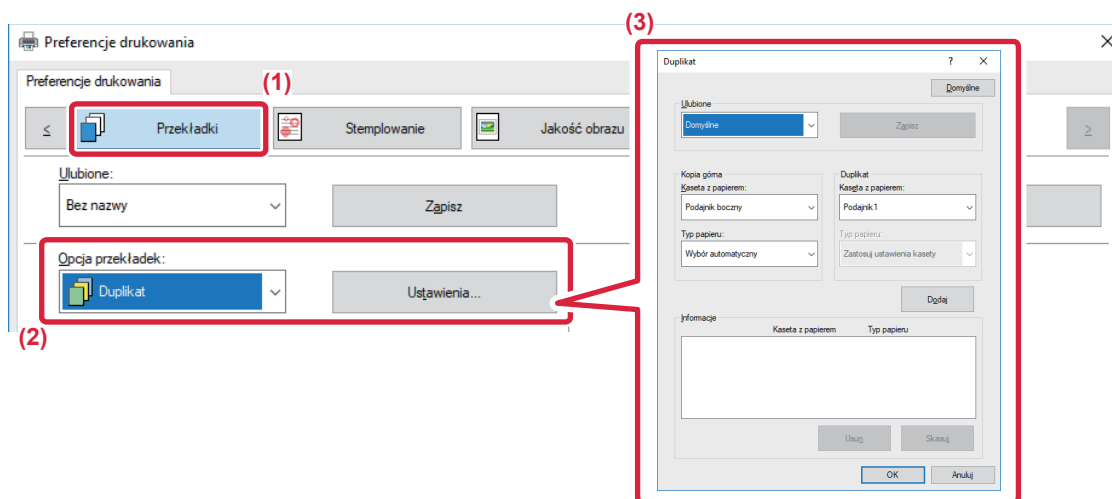 (3)
Preferencje drukowania
Preferencje drukowania
(1)
≤ Przekładki Stemplowanie Jakość obrazu ≥
Ulubione:
Bez nazwy Zapisz
Opcja przekładek:
Duplikat Ustawienia...
(2)
Duplikat ?
Domyślne
Ulubione
Domyślne Zapisz
Kopia górna Duplikat
Kaseta z papierem: Kaseta z papierem:
Podajnik boczny Podajnik1
Typ papieru: Typ papieru:
Wybór automatyczny Zastosuj ustawienia kasety
Dodaj
Informacje
Kaseta z papierem Typ papieru
Usuń Skasuj
OK Anuluj